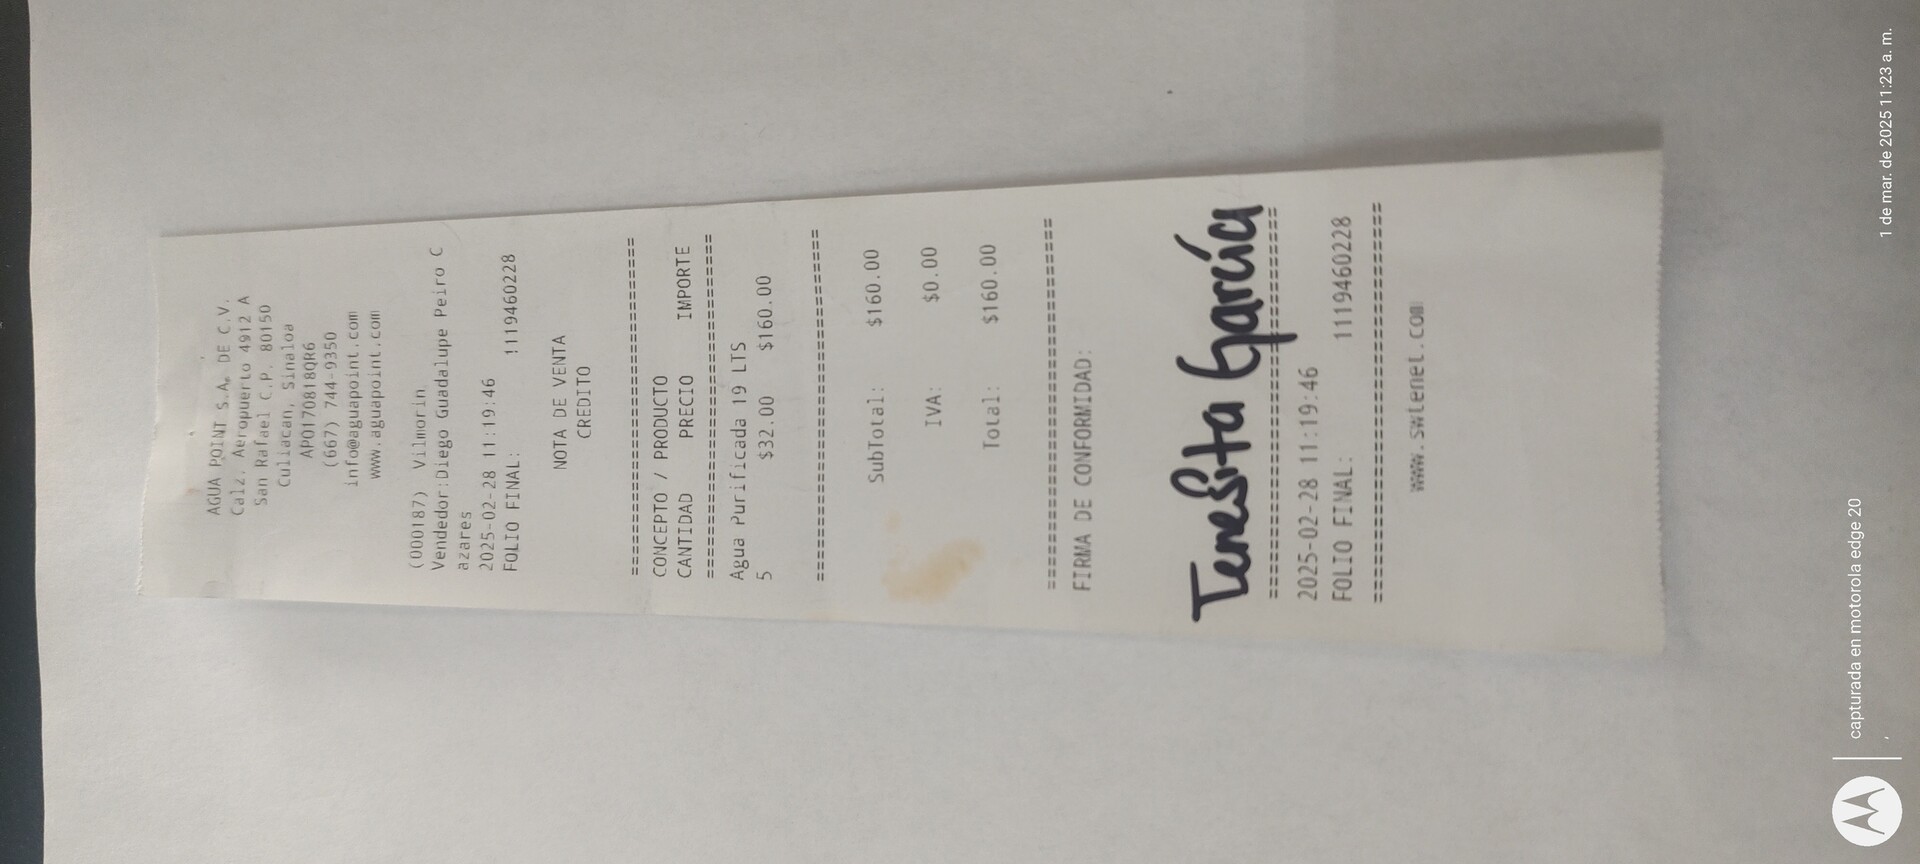 AGUA POINT S.A. DE C.V.
Calz. Aeropuerto 4912 A
San Rafael C.P. 80150
Culiacan, Sinaloa
APO170818QR6
(667) 744-9350
info@aguapoint.com
www.aguapoint.com
(000187) Vilmorin
Vendedor:Diego Guadalupe Peiro C
azares
2025-02-28 11:19:46
FOLIO FINAL: 1119460228
NOTA DE VENTA
CREDITO
================================
CONCEPTO / PRODUCTO
CANTIDAD PRECIO IMPORTE
================================
Agua Purificada 19 LTS
5 $32.00 $160.00
================================
SubTotal: $160.00
IVA: $0.00
Total: $160.00
================================
FIRMA DE CONFORMIDAD:
Teresita García
================================
2025-02-28 11:19:46
FOLIO FINAL: 1119460228
================================
www.swtenet.com
capturada en motorola edge 20
1 de mar. de 2025 11:23 a. m.